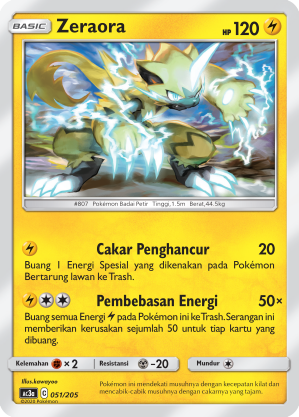 BASIC Zeraora HP 120
#807 Pokémon Badai Petir Tinggi,1.5m Berat,44.5kg
Cakar Penghancur 20
Buang 1 Energi Spesial yang dikenakan pada Pokémon
Bertarung lawan ke Trash.
Pembebasan Energi 50×
Buang semua Energi pada Pokémon ini ke Trash.Serangan ini
memberikan kerusakan sejumlah 50 untuk tiap kartu yang
dibuang.
Kelemahan ×2 Resistansi -20 Mundur
Illus.kawayoo
AC3a C 051/205
©2020 Pokémon
Pokémon ini mendekati musuhnya dengan kecepatan kilat dan
mencabik-cabik musuhnya dengan cakarnya yang tajam.